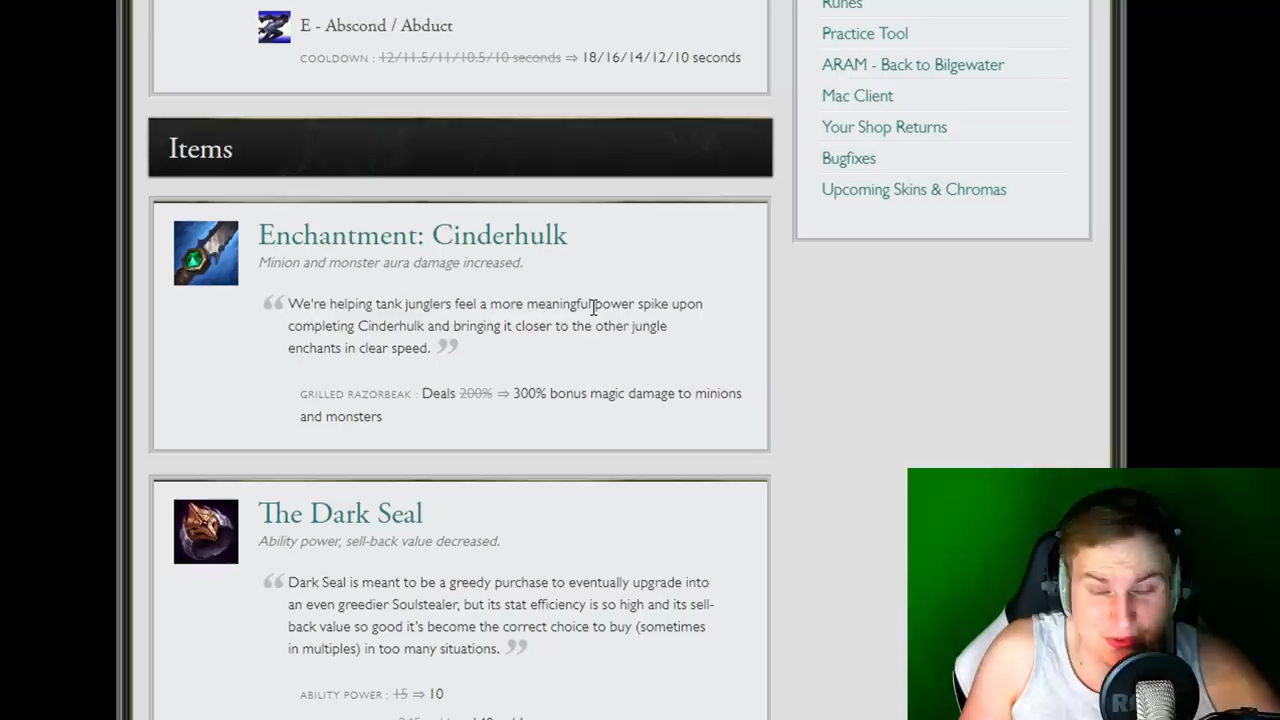 Runes
E - Abscond / Abduct
Practice Tool
COOLDOWN : 12/11.5/11/10.5/10 seconds ⇒ 18/16/14/12/10 seconds
ARAM - Back to Bilgewater
Mac Client
Your Shop Returns
Items
Bugfixes
Upcoming Skins & Chromas
Enchantment: Cinderhulk
Minion and monster aura damage increased.
“ We're helping tank junglers feel a more meaningful power spike upon
completing Cinderhulk and bringing it closer to the other jungle
enchants in clear speed. ”
GRILLED RAZORBEAK : Deals 200% ⇒ 300% bonus magic damage to minions
and monsters
The Dark Seal
Ability power, sell-back value decreased.
“ Dark Seal is meant to be a greedy purchase to eventually upgrade into
an even greedier Soulstealer, but its stat efficiency is so high and its sell-
back value so good it's become the correct choice to buy (sometimes
in multiples) in too many situations. ”
ABILITY POWER : 15 ⇒ 10